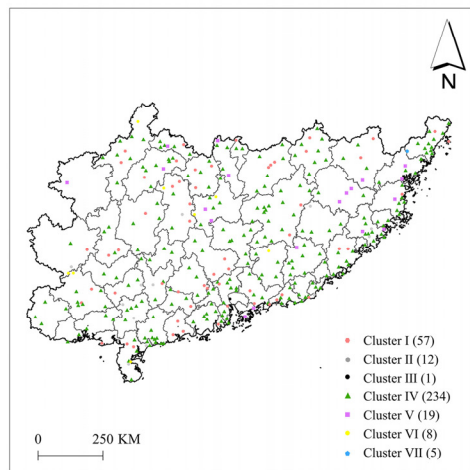 N
Cluster I (57)
Cluster II (12)
Cluster III (1)
Cluster IV (234)
Cluster V (19)
Cluster VI (8)
Cluster VII (5)
0 250 KM